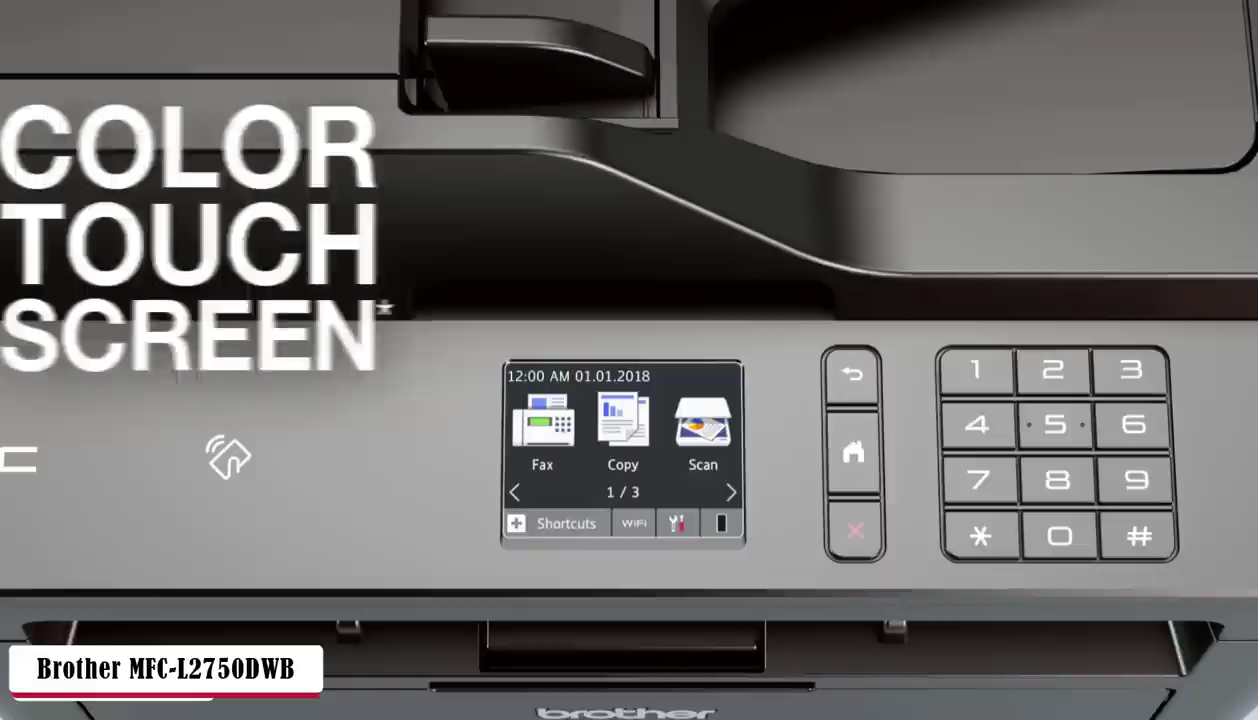 COLOR
TOUCH
SCREEN*
12:00 AM 01.01.2018
Fax
Copy
Scan
1 / 3
Shortcuts
WiFi
1
2
3
4
5
6
7
8
9
*
0
#
Brother MFC-L2750DWB
brother